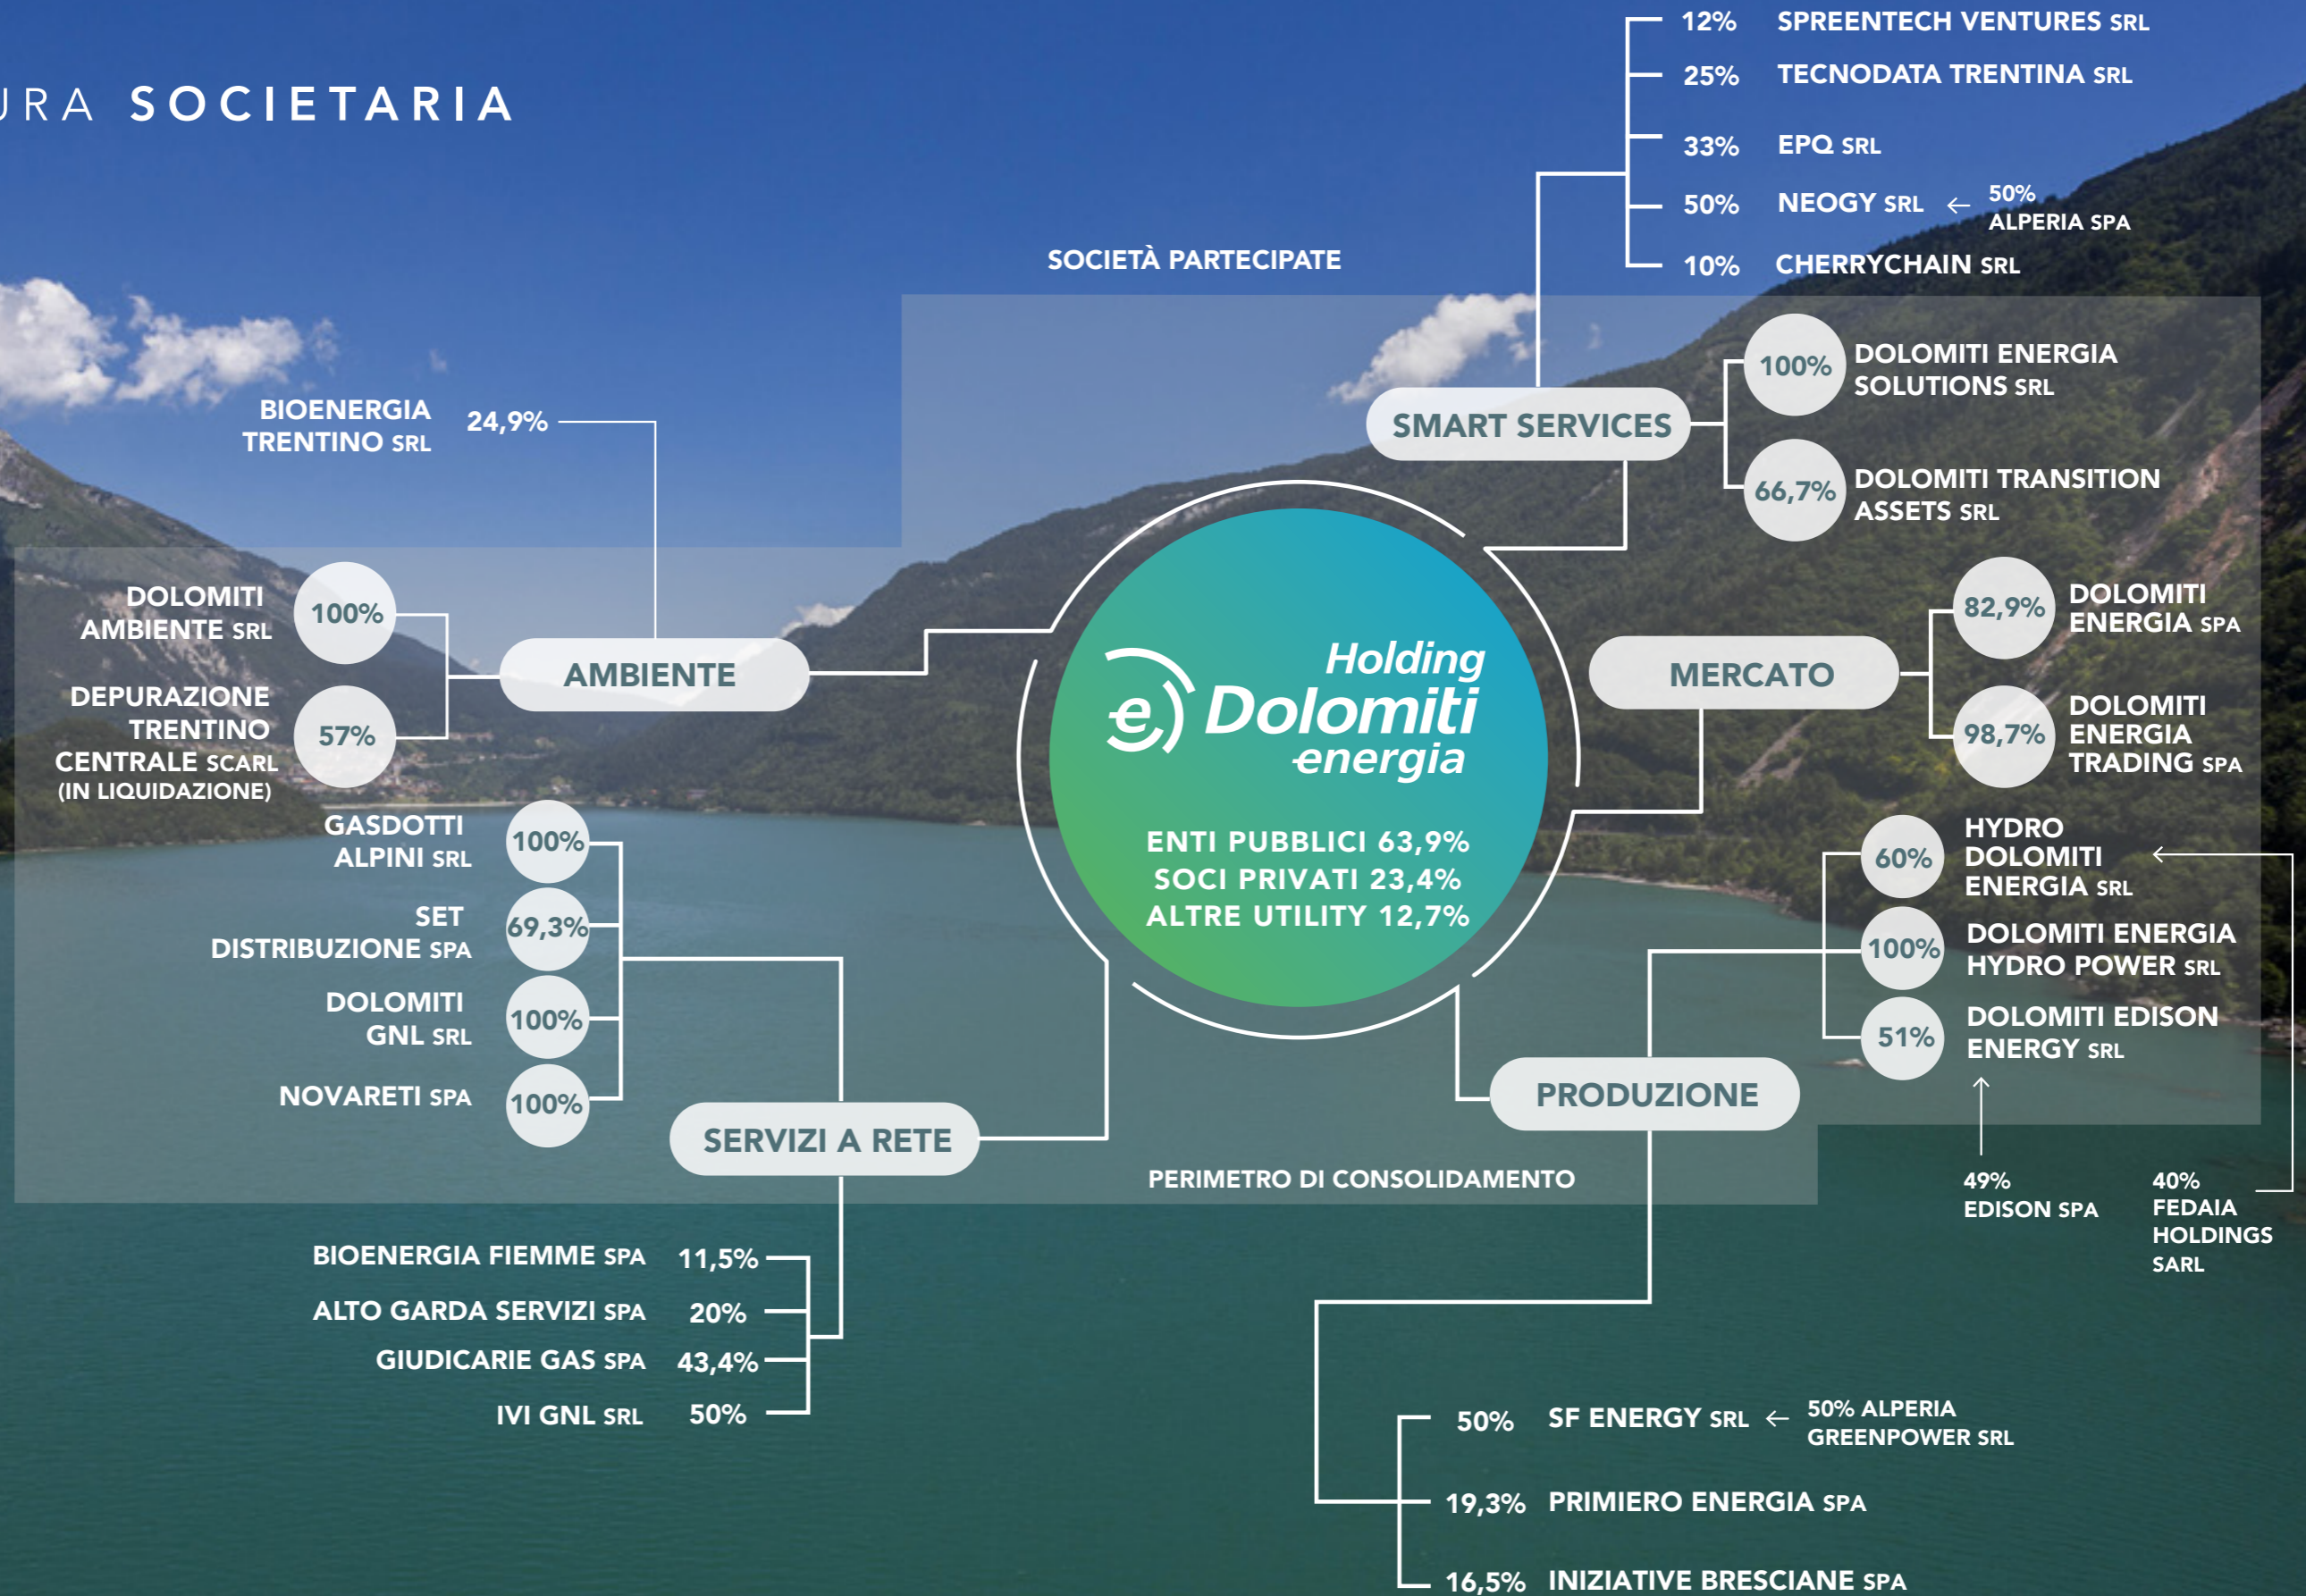 URA SOCIETARIA
12% SPREENTECH VENTURES SRL
25% TECNODATA TRENTINA SRL
33% EPQ SRL
50% NEOGY SRL ← 50%
ALPERIA SPA
10% CHERRYCHAIN SRL
SOCIETÀ PARTECIPATE
BIOENERGIA
TRENTINO SRL
24,9%
SMART SERVICES
100%
DOLOMITI ENERGIA
SOLUTIONS SRL
66,7%
DOLOMITI TRANSITION
ASSETS SRL
DOLOMITI
AMBIENTE SRL
100%
DEPURAZIONE
TRENTINO
CENTRALE SCARL
(IN LIQUIDAZIONE)
57%
AMBIENTE
Holding
e Dolomiti
energia
ENTI PUBBLICI 63,9%
SOCI PRIVATI 23,4%
ALTRE UTILITY 12,7%
MERCATO
82,9%
DOLOMITI
ENERGIA SPA
98,7%
DOLOMITI
ENERGIA
TRADING SPA
GASDOTTI
ALPINI SRL
100%
SET
DISTRIBUZIONE SPA
69,3%
DOLOMITI
GNL SRL
100%
NOVARETI SPA
100%
SERVIZI A RETE
60%
HYDRO
DOLOMITI
ENERGIA SRL
100%
DOLOMITI ENERGIA
HYDRO POWER SRL
51%
DOLOMITI EDISON
ENERGY SRL
PRODUZIONE
PERIMETRO DI CONSOLIDAMENTO
49%
EDISON SPA
40%
FEDAIA
HOLDINGS
SARL
BIOENERGIA FIEMME SPA 11,5%
ALTO GARDA SERVIZI SPA 20%
GIUDICARIE GAS SPA 43,4%
IVI GNL SRL 50%
50% SF ENERGY SRL ← 50% ALPERIA
GREENPOWER SRL
19,3% PRIMIERO ENERGIA SPA
16,5% INIZIATIVE BRESCIANE SPA